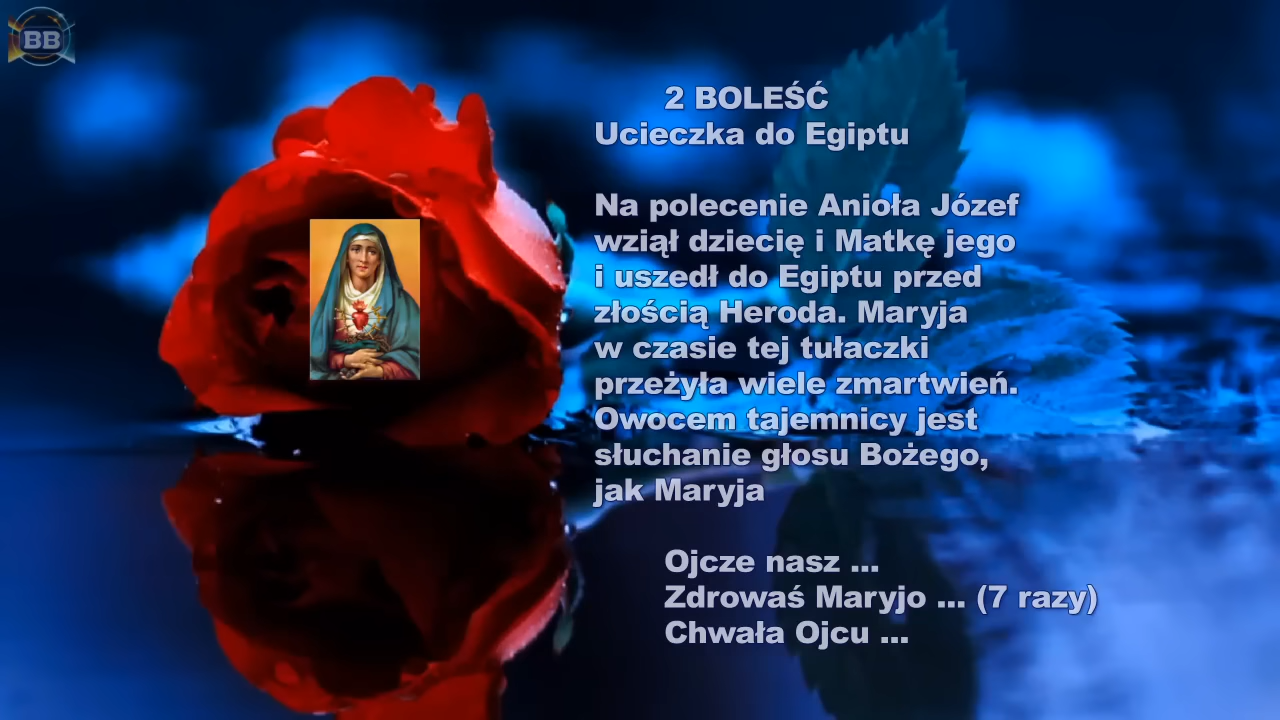 BB
2 BOLEŚĆ
Ucieczka do Egiptu
Na polecenie Anioła Józef
wziął dziecię i Matkę jego
i uszedł do Egiptu przed
złością Heroda. Maryja
w czasie tej tułaczki
przeżyła wiele zmartwień.
Owocem tajemnicy jest
słuchanie głosu Bożego,
jak Maryja
Ojcze nasz ...
Zdrowaś Maryjo ... (7 razy)
Chwała Ojcu ...